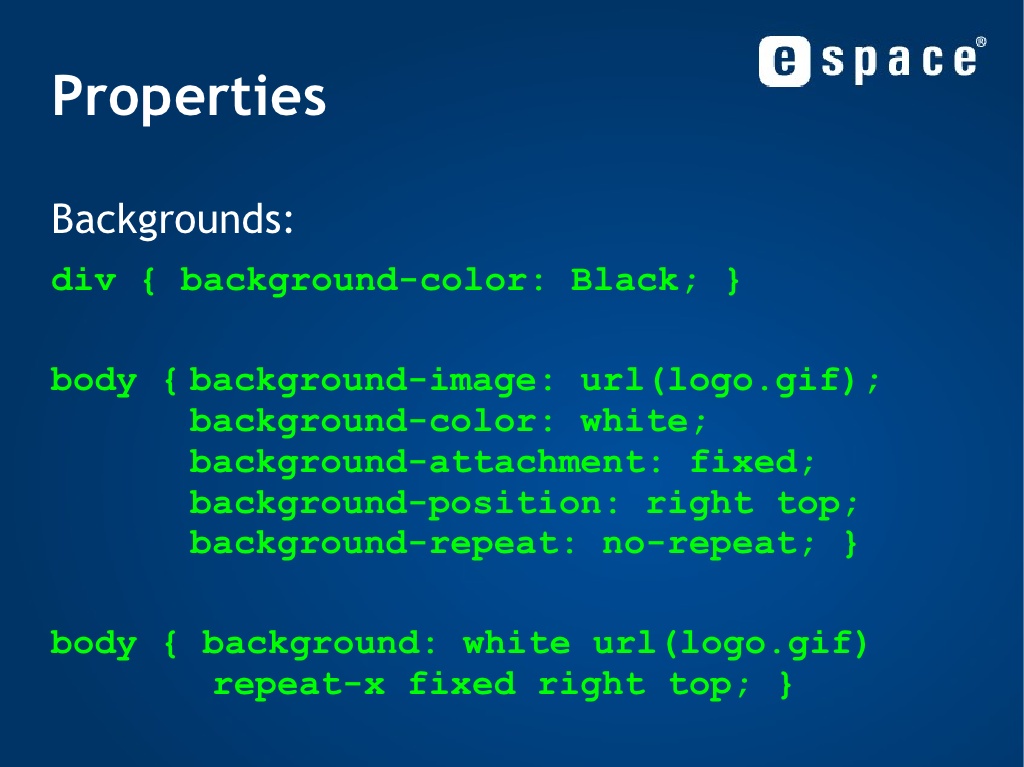 e space®
Properties
Backgrounds:
div { background-color: Black; }
body { background-image: url(logo.gif);
background-color: white;
background-attachment: fixed;
background-position: right top;
background-repeat: no-repeat; }
body { background: white url(logo.gif)
repeat-x fixed right top; }